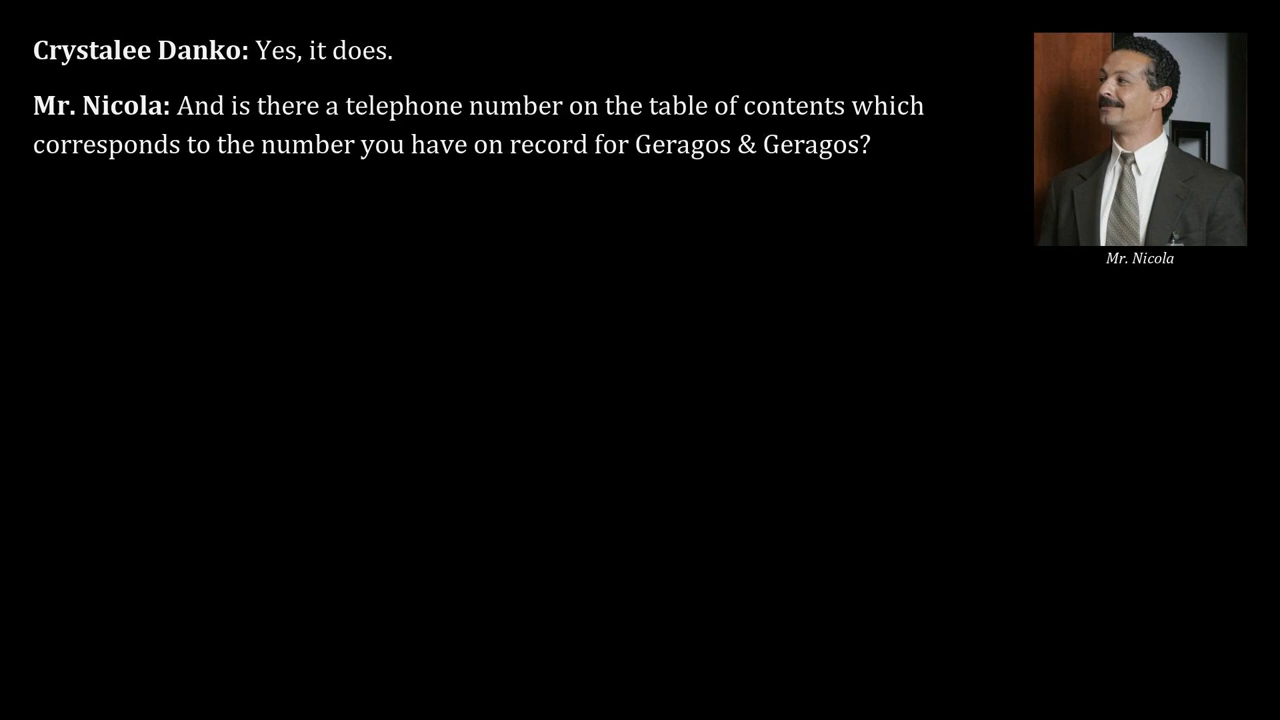 Crystalee Danko: Yes, it does.
Mr. Nicola: And is there a telephone number on the table of contents which
corresponds to the number you have on record for Geragos & Geragos?
Mr. Nicola